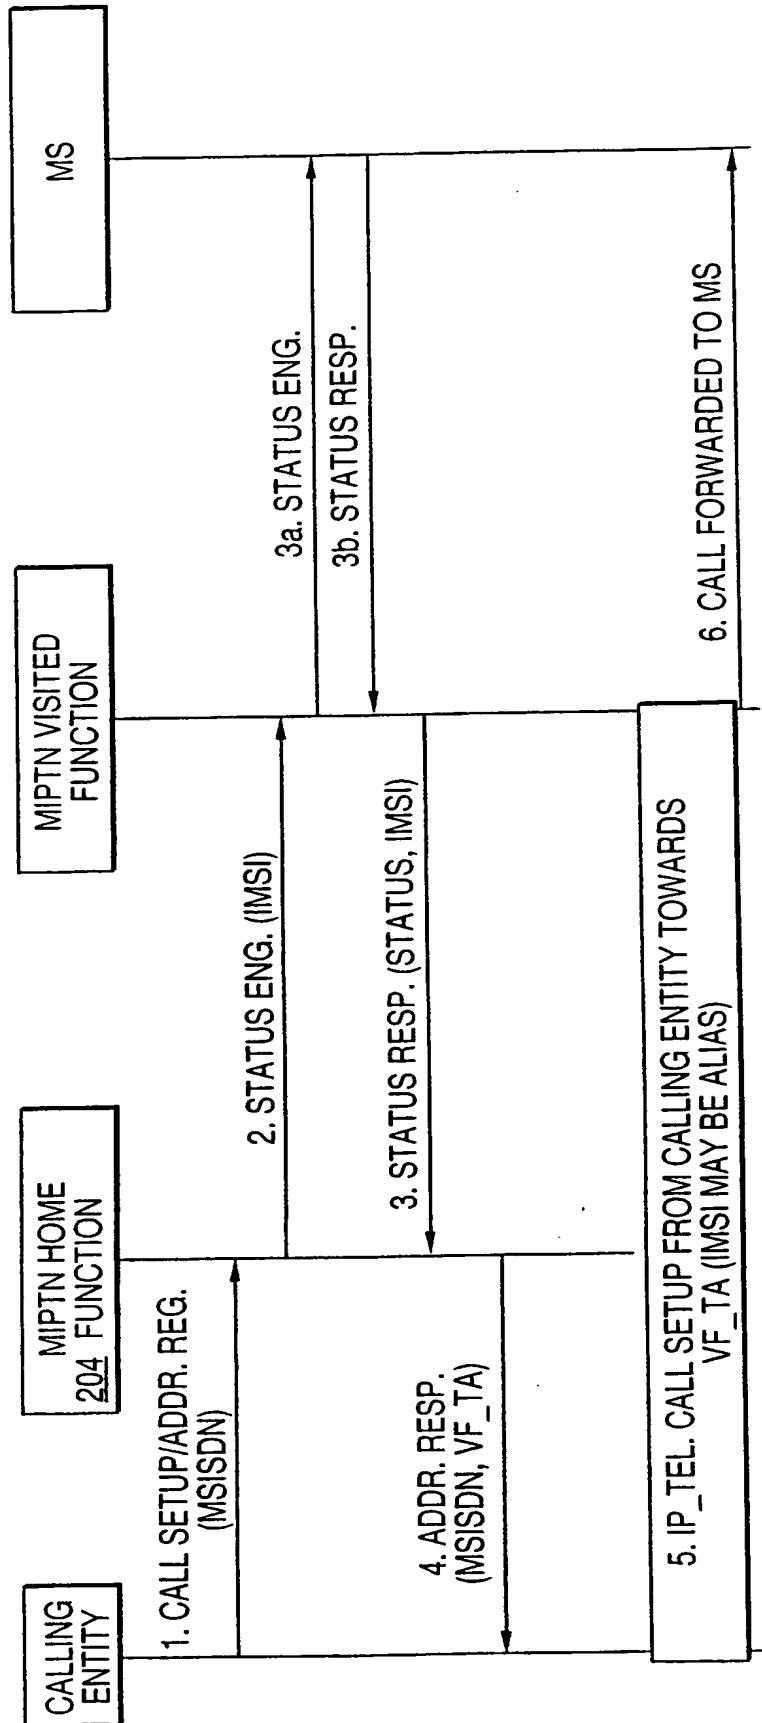 CALLING
ENTITY
MIPTN HOME
204 FUNCTION
MIPTN VISITED
FUNCTION
MS
1. CALL SETUP/ADDR. REG.
(MSISDN)
2. STATUS ENG. (IMSI)
3a. STATUS ENG.
3b. STATUS RESP.
3. STATUS RESP. (STATUS, IMSI)
4. ADDR. RESP.
(MSISDN, VF_TA)
5. IP_TEL. CALL SETUP FROM CALLING ENTITY TOWARDS
VF_TA (IMSI MAY BE ALIAS)
6. CALL FORWARDED TO MS